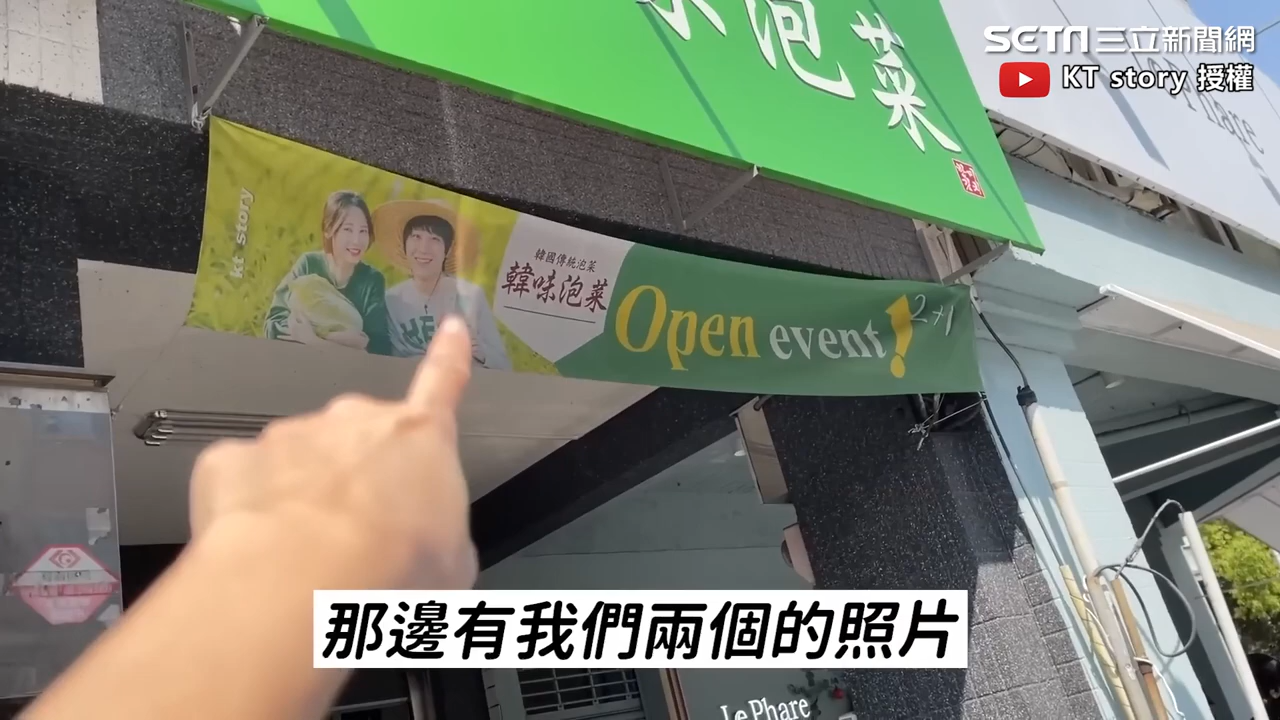 泡菜
SETN三立新聞網
KT story 授權
Le Phare
kt story
韓國傳統泡菜
韓味泡菜
Open event!
2+1
那邊有我們兩個的照片
Le Phare